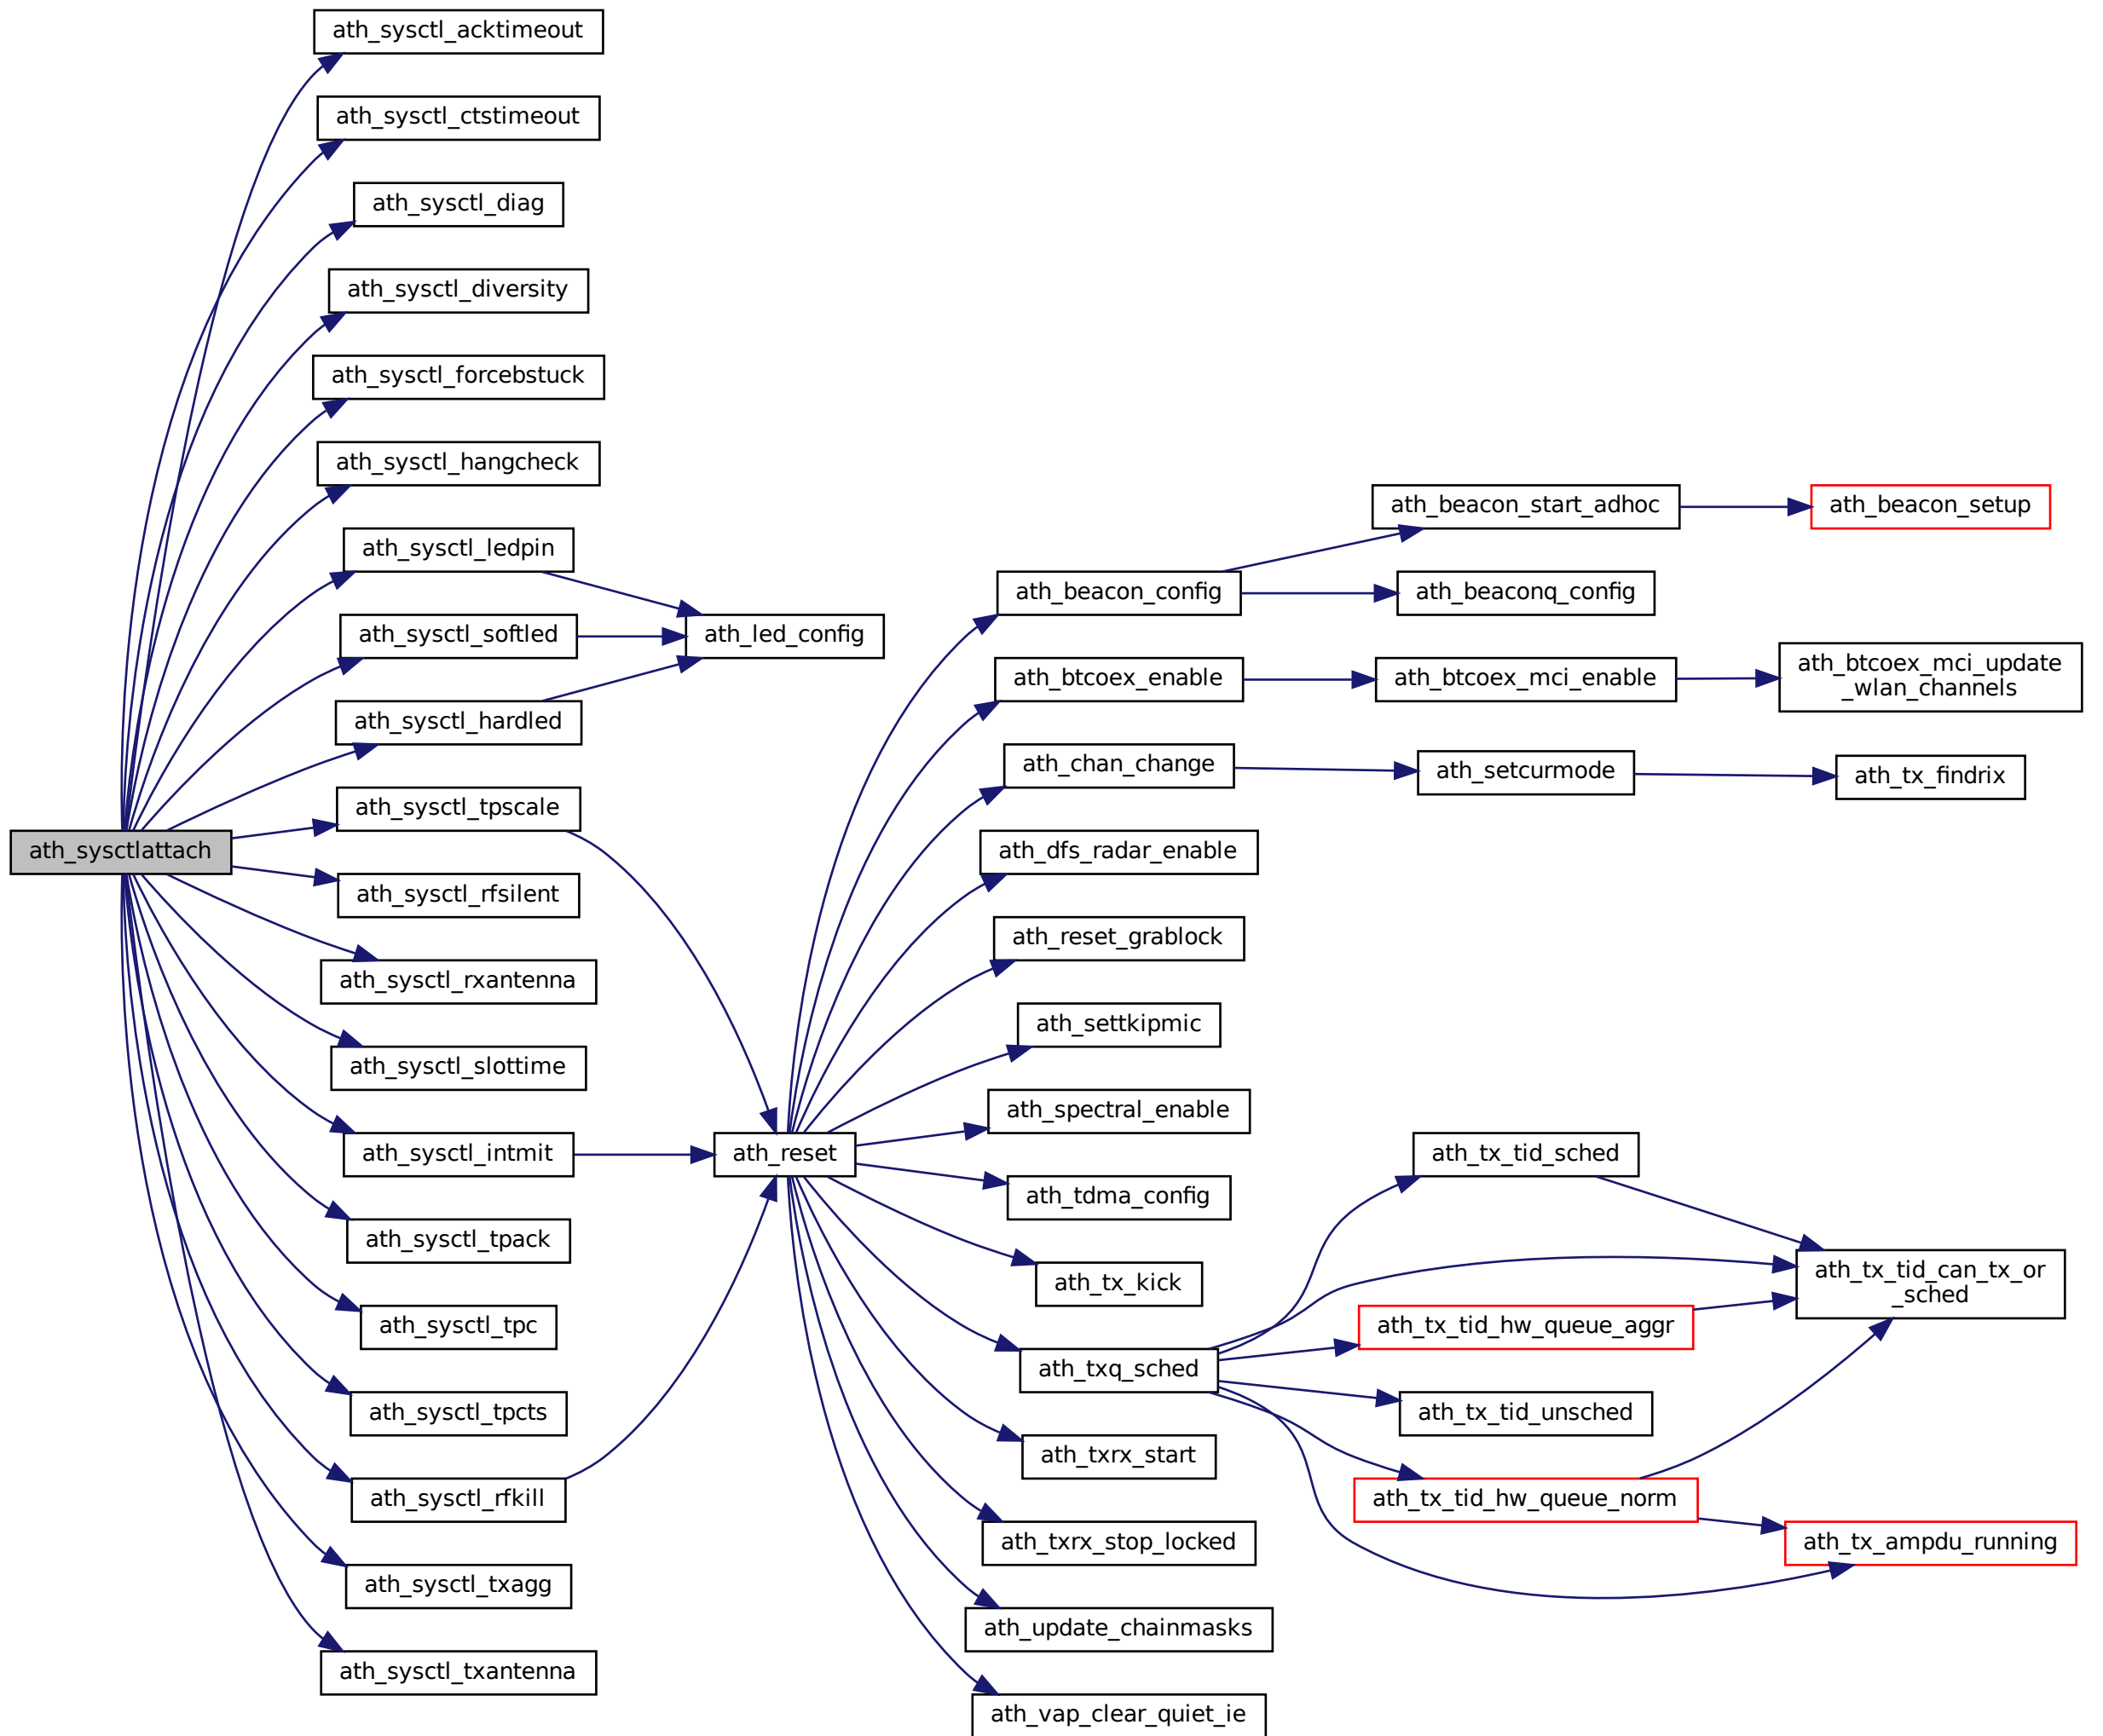 ath_sysctlattach
ath_sysctl_acktimeout
ath_sysctl_ctstimeout
ath_sysctl_diag
ath_sysctl_diversity
ath_sysctl_forcebstuck
ath_sysctl_hangcheck
ath_sysctl_ledpin
ath_sysctl_softled
ath_sysctl_hardled
ath_sysctl_tpscale
ath_sysctl_rfsilent
ath_sysctl_rxantenna
ath_sysctl_slottime
ath_sysctl_intmit
ath_sysctl_tpack
ath_sysctl_tpc
ath_sysctl_tpcts
ath_sysctl_rfkill
ath_sysctl_txagg
ath_sysctl_txantenna
ath_led_config
ath_reset
ath_beacon_config
ath_btcoex_enable
ath_chan_change
ath_dfs_radar_enable
ath_reset_grablock
ath_settkipmic
ath_spectral_enable
ath_tdma_config
ath_tx_kick
ath_txq_sched
ath_txrx_start
ath_txrx_stop_locked
ath_update_chainmasks
ath_vap_clear_quiet_ie
ath_beacon_start_adhoc
ath_beaconq_config
ath_btcoex_mci_enable
ath_setcurmode
ath_tx_tid_sched
ath_tx_tid_hw_queue_aggr
ath_tx_tid_unsched
ath_tx_tid_hw_queue_norm
ath_beacon_setup
ath_btcoex_mci_update
_wlan_channels
ath_tx_findrix
ath_tx_tid_can_tx_or
_sched
ath_tx_ampdu_running